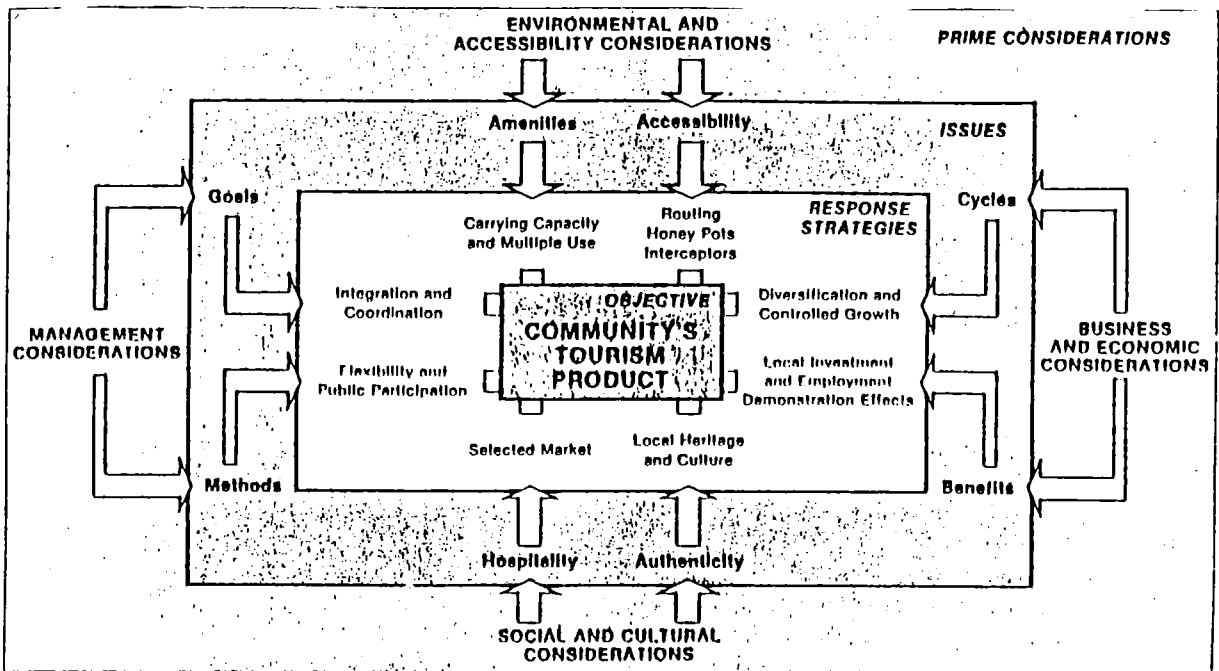 ENVIRONMENTAL AND
ACCESSIBILITY CONSIDERATIONS
PRIME CONSIDERATIONS
Amenities
Accessibility
ISSUES
Goals
Cycles
RESPONSE
STRATEGIES
Carrying Capacity
and Multiple Use
Routing
Honey Pots
Interceptors
Integration and
Coordination
OBJECTIVE
COMMUNITY'S
TOURISM
PRODUCT
Diversification and
Controlled Growth
MANAGEMENT
CONSIDERATIONS
BUSINESS
AND ECONOMIC
CONSIDERATIONS
Flexibility and
Public Participation
Local Investment
and Employment
Demonstration Effects
Selected Market
Local Heritage
and Culture
Methods
Benefits
Hospitality
Authenticity
SOCIAL AND CULTURAL
CONSIDERATIONS